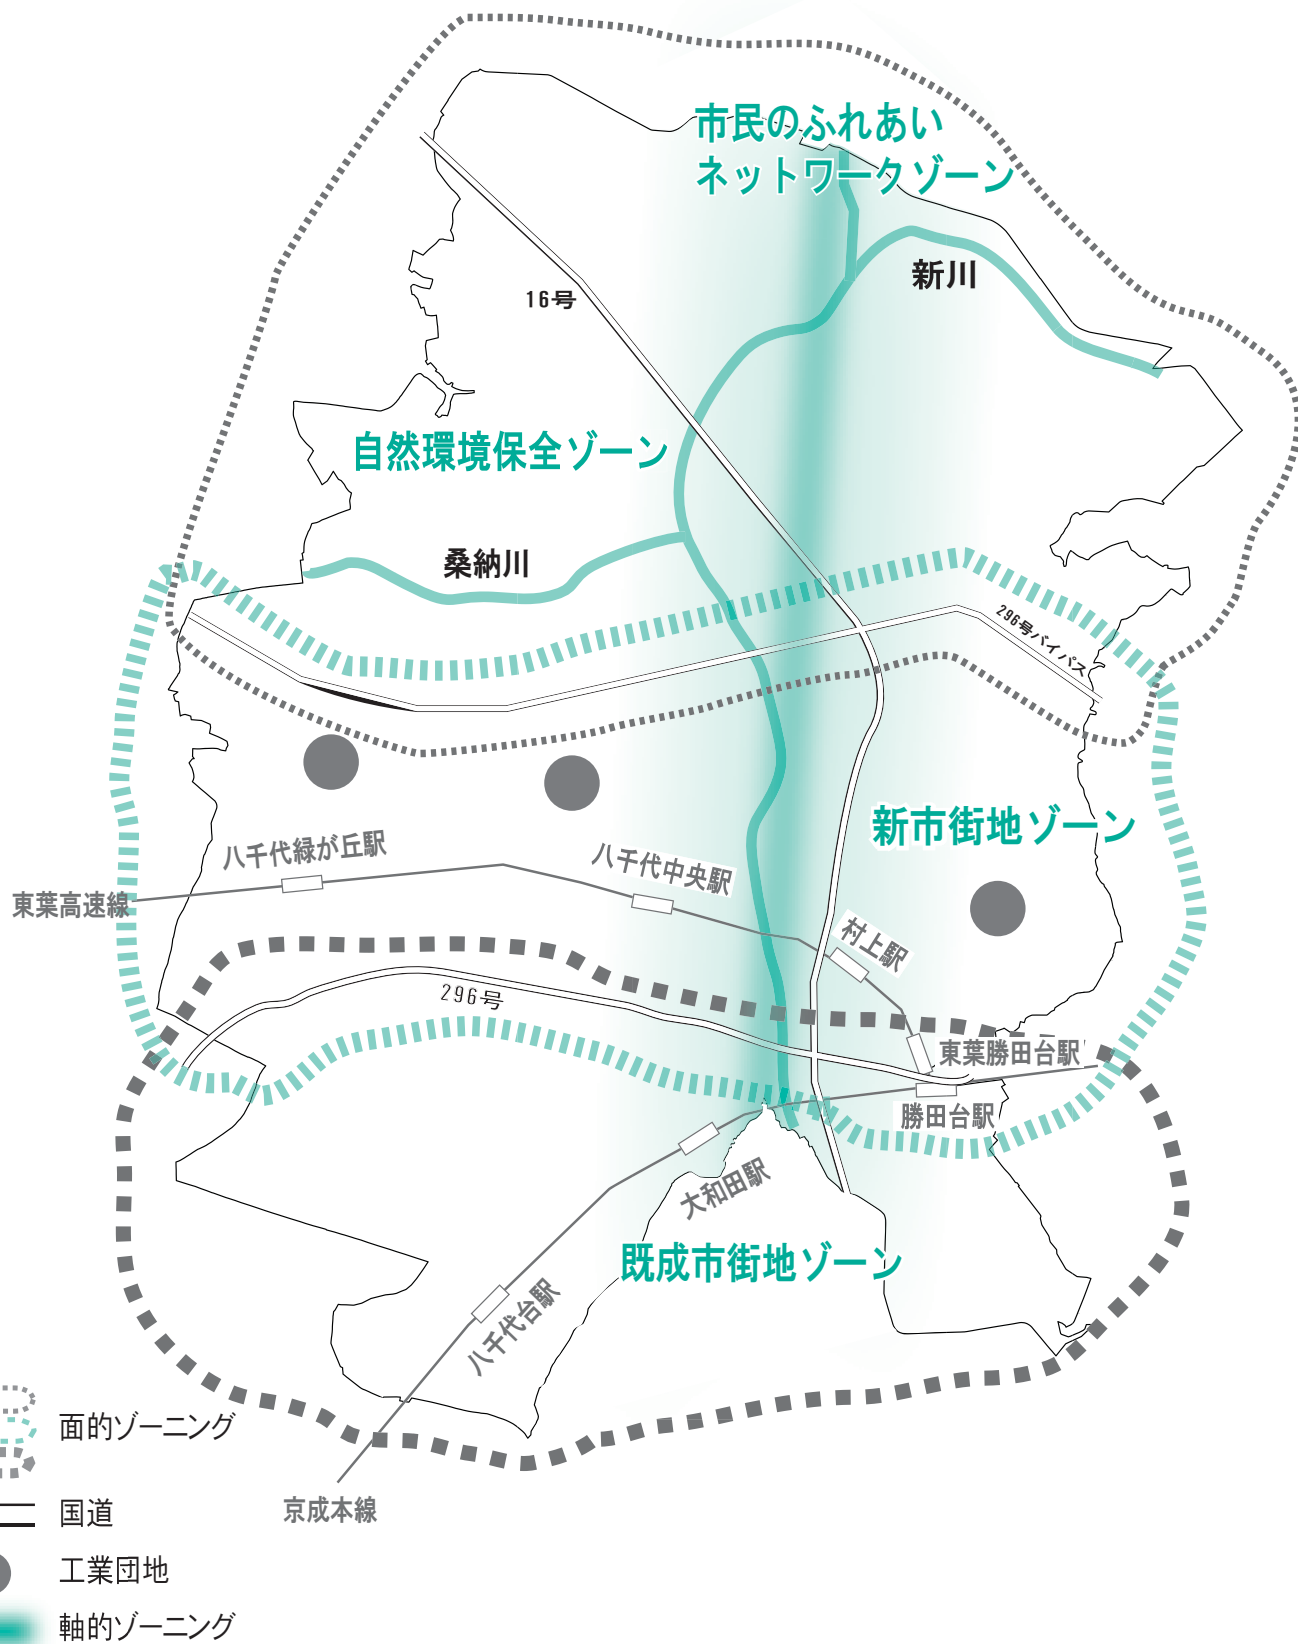 市民のふれあい
ネットワークゾーン
新川
16号
自然環境保全ゾーン
桑納川
296号バイパス
新市街地ゾーン
八千代緑が丘駅
八千代中央駅
東葉高速線
村上駅
296号
東葉勝田台駅
勝田台駅
大和田駅
既成市街地ゾーン
八千代台駅
京成本線
面的ゾーニング
国道
工業団地
軸的ゾーニング